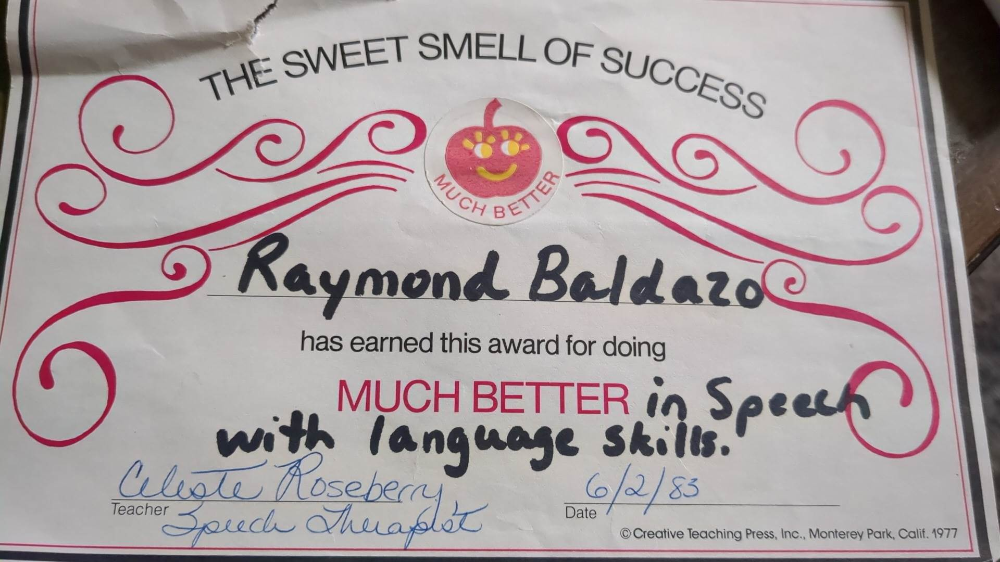 THE SWEET SMELL OF SUCCESS
MUCH BETTER
Raymond Baldazo
has earned this award for doing
MUCH BETTER in Speech
with language skills.
Celeste Roseberry,
Teacher Speech Therapist
6/2/83
Date
© Creative Teaching Press, Inc., Monterey Park, Calif. 1977